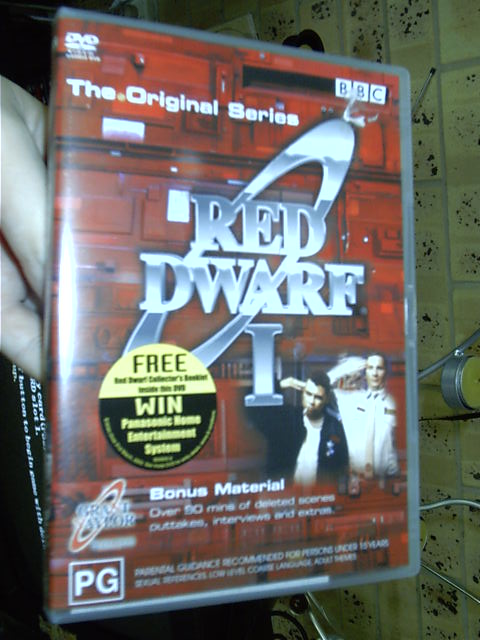 DVD
BBC
The Original Series
RED
DWARF
I
FREE
Red Dwarf Collector's Booklet
Inside this DVD
WIN
Panasonic Home
Entertainment
System
GRANT
NAYLOR
Bonus Material
Over 90 mins of deleted scenes
outtakes, interviews and extras.
PG
PARENTAL GUIDANCE RECOMMENDED FOR PERSONS UNDER 15 YEARS
SEXUAL REFERENCES, LOW LEVEL COARSE LANGUAGE, ADULT THEMES